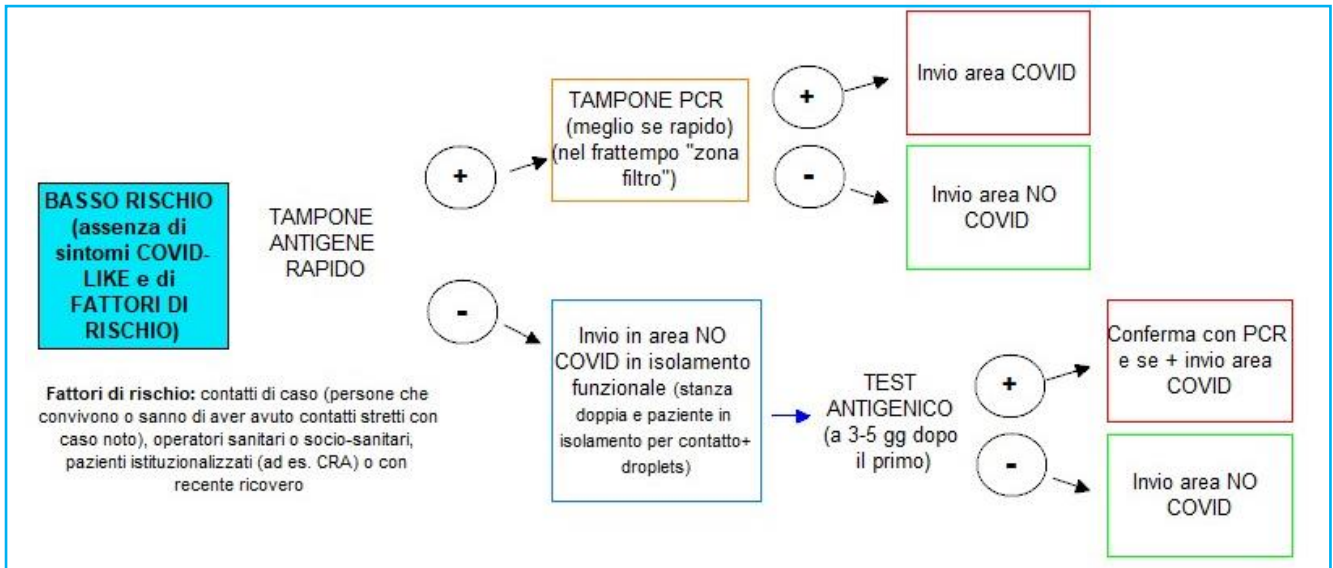 BASSO RISCHIO
(assenza di
sintomi COVID-
LIKE e di
FATTORI DI
RISCHIO)
Fattori di rischio: contatti di caso (persone che
convivono o sanno di aver avuto contatti stretti con
caso noto), operatori sanitari o socio-sanitari,
pazienti istituzionalizzati (ad es. CRA) o con
recente ricovero
TAMPONE
ANTIGENE
RAPIDO
+
TAMPONE PCR
(meglio se rapido)
(nel frattempo "zona
filtro")
+
Invio area COVID
-
Invio area NO
COVID
-
Invio in area NO
COVID in isolamento
funzionale (stanza
doppia e paziente in
isolamento per contatto+
droplets)
TEST
ANTIGENICO
(a 3-5 gg dopo
il primo)
+
Conferma con PCR
e se + invio area
COVID
-
Invio area NO
COVID